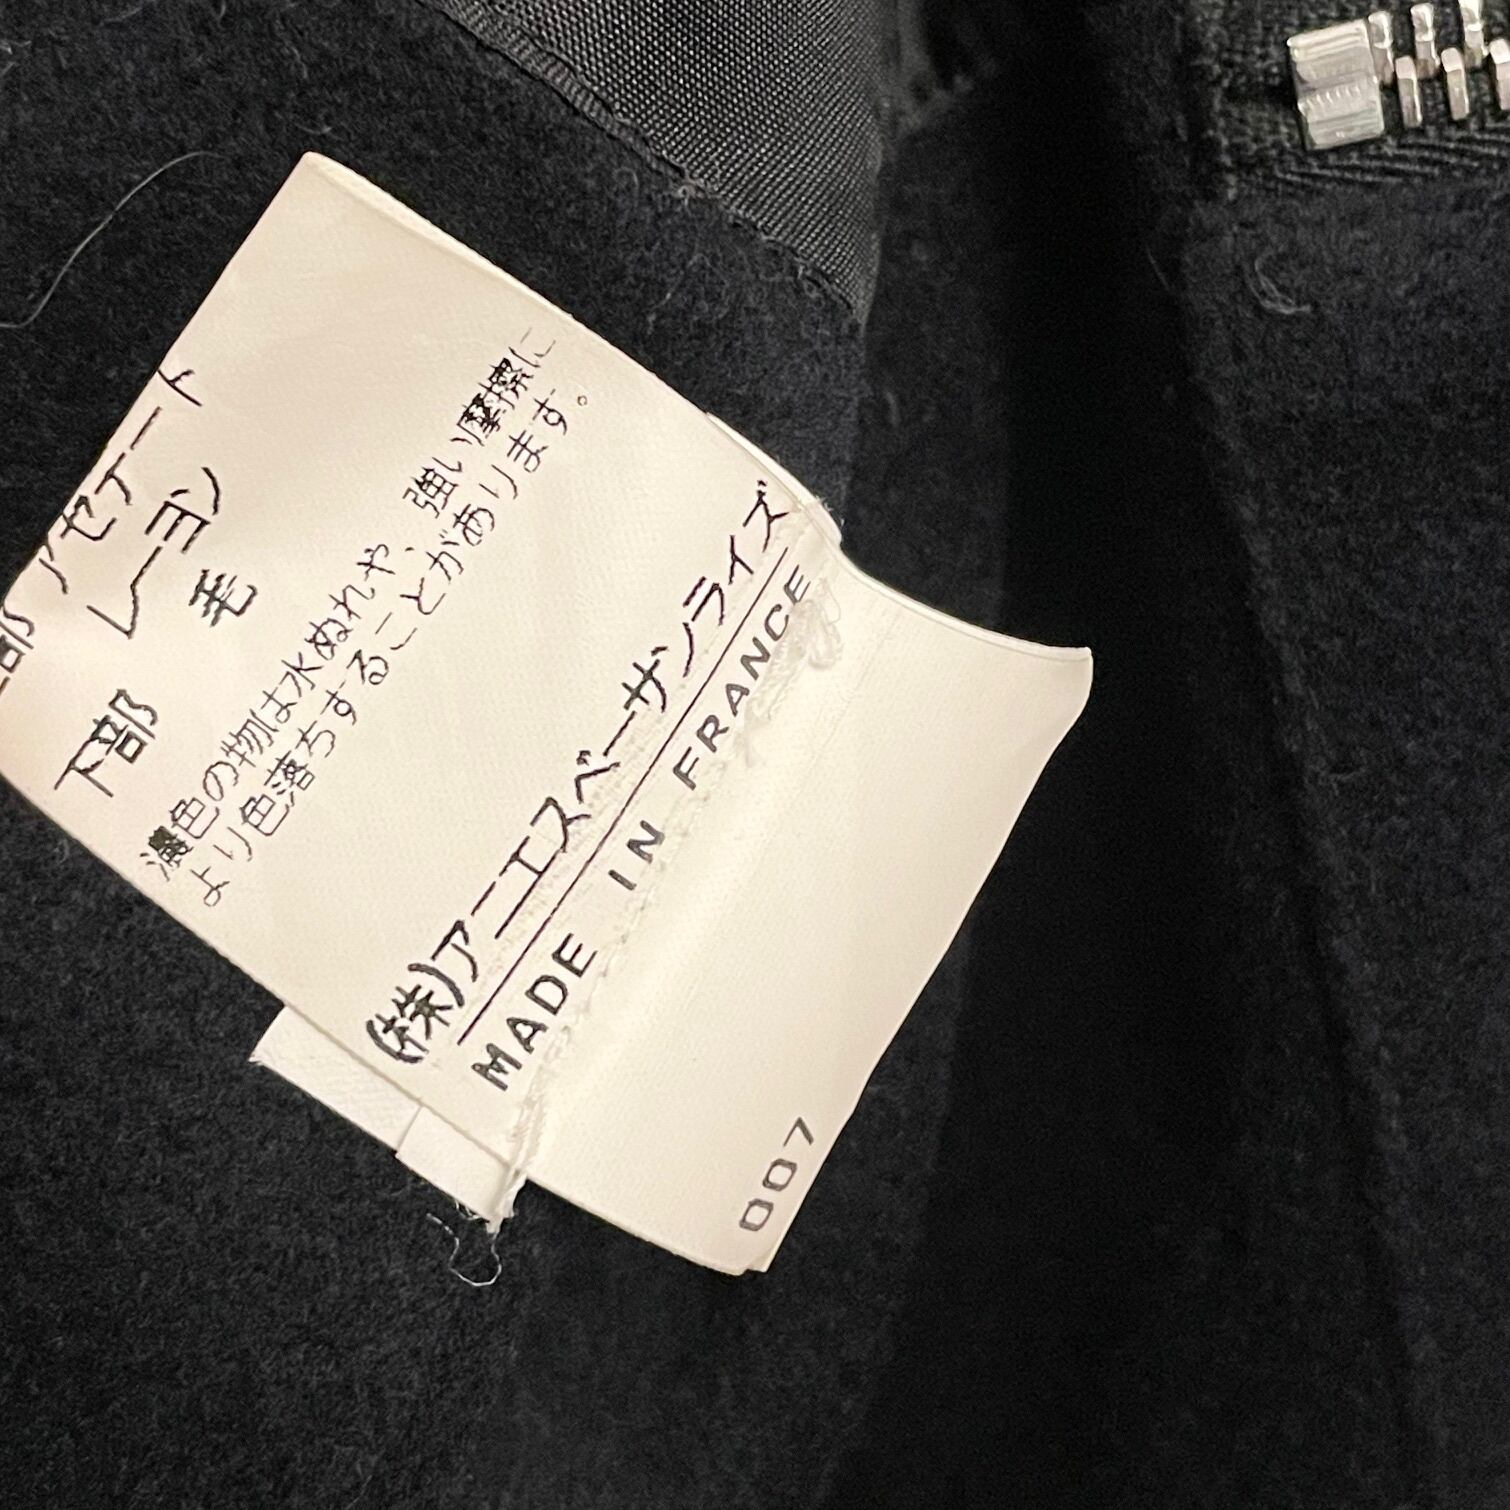 上部 アセテート
レーヨン
下部 毛
濃色の物は水ぬれや、強い摩擦に
より色落ちすることがあります。
(株)アーエスベーサンライズ
MADE IN FRANCE
007